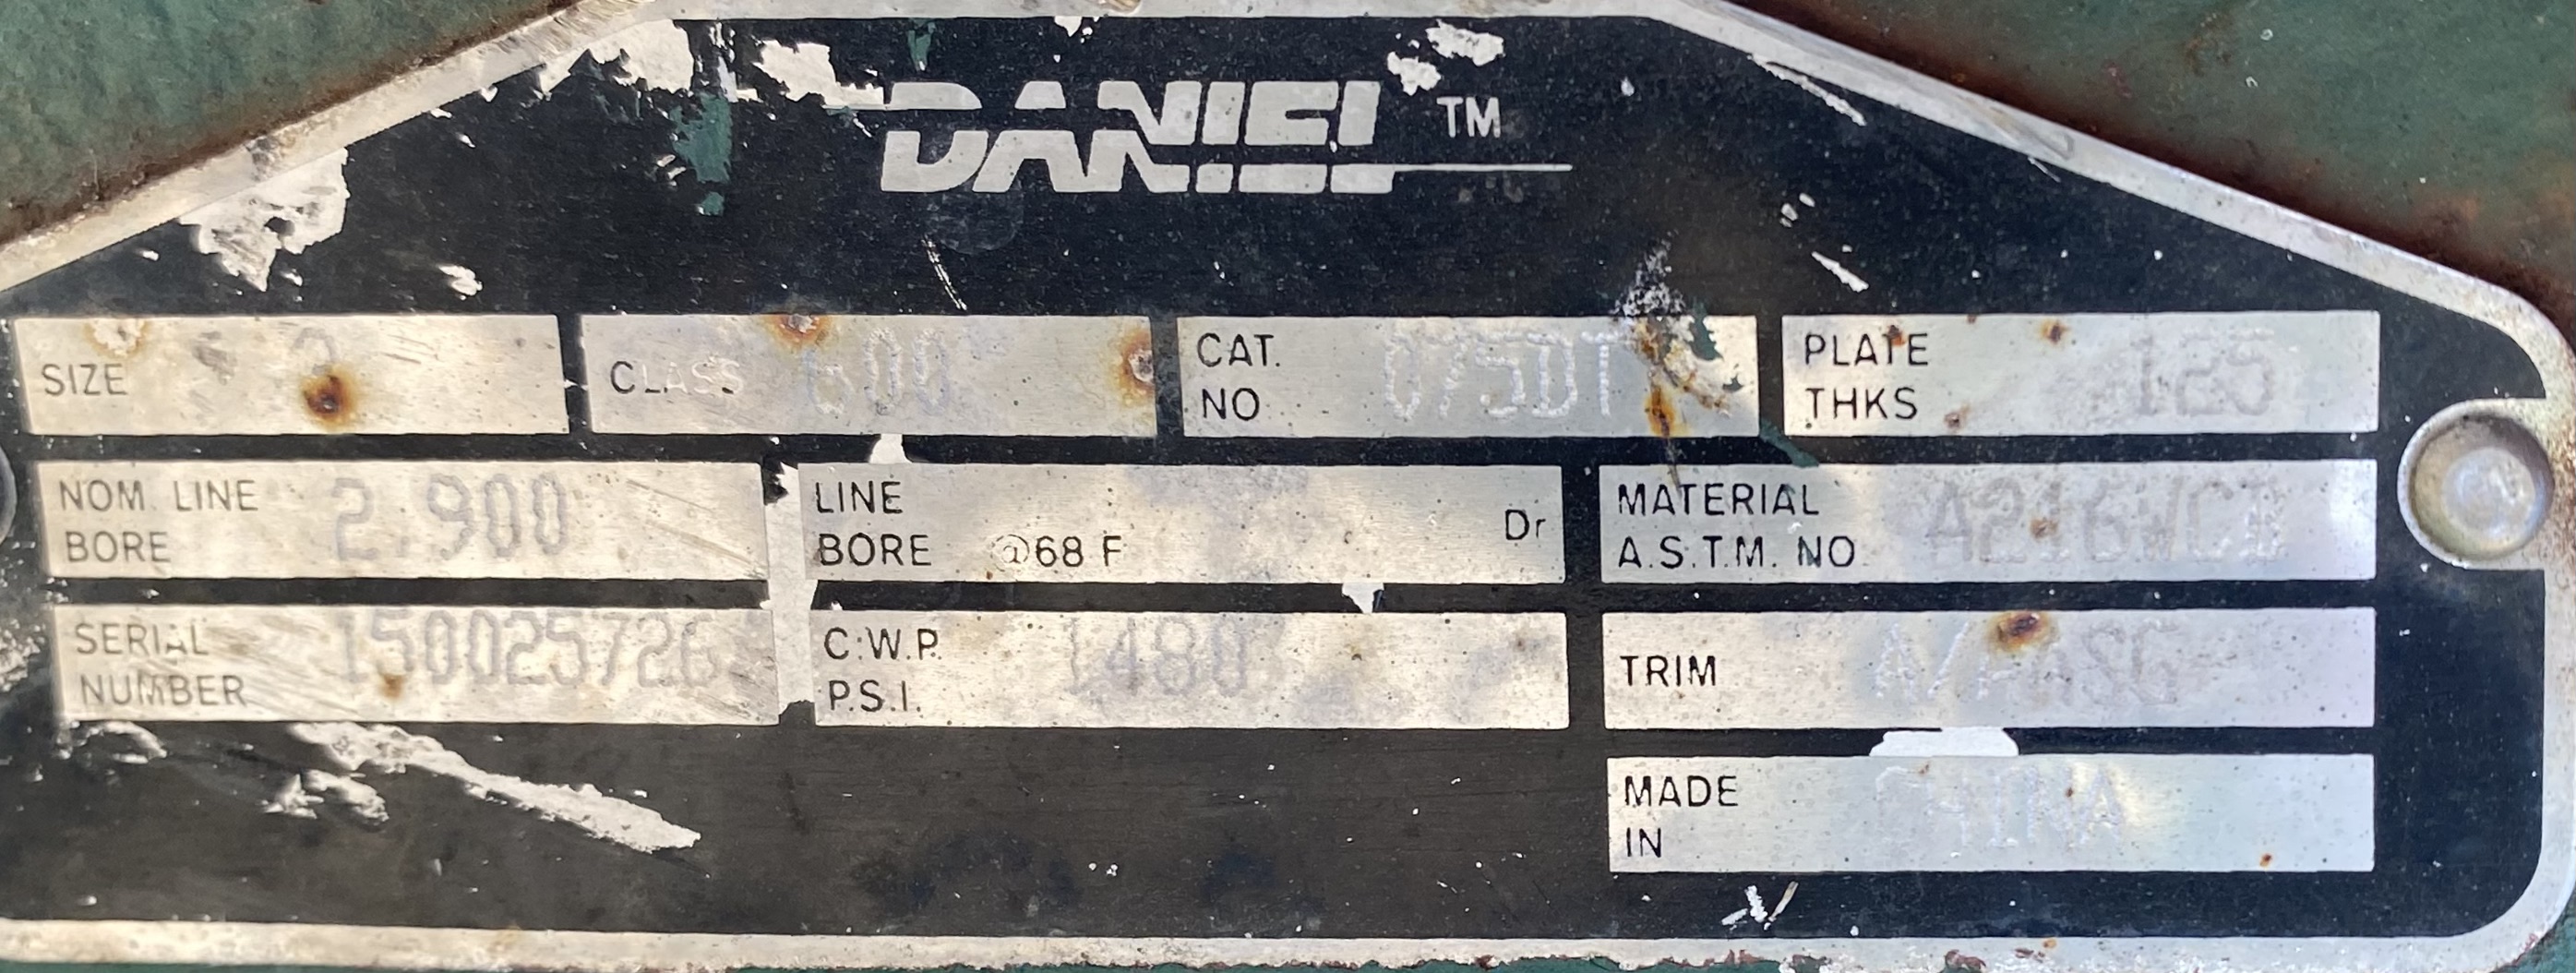 DANIEL TM
SIZE
CLASS 600
CAT. NO 075DT
PLATE THKS 125
NOM. LINE BORE 2.900
LINE BORE @68 F Dr
MATERIAL A.S.T.M. NO A216WCB
SERIAL NUMBER 150025726
C.W.P. P.S.I. 1480
TRIM
MADE IN CHINA